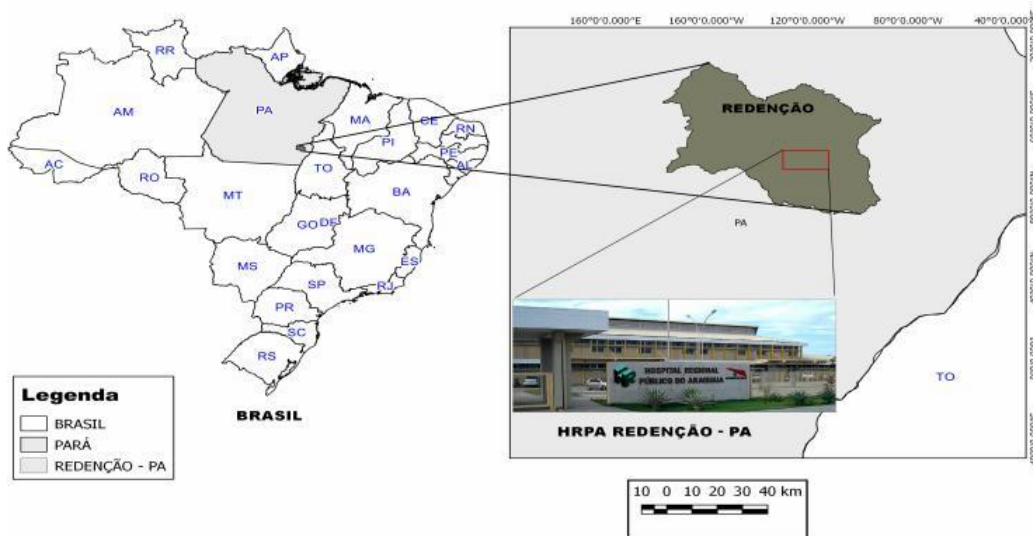 160°0'0.000"W 160°0'0.000"W 120°0'0.000"W 80°0'0.000"W 40°0'0.000"
RR
AP
AM
PA
MA
CE
RN
PI
PE
AL
AC
RO
TO
BA
MT
GO
DF
MG
ES
MS
SP
RJ
PR
SC
RS
BRASIL
Legenda
BRASIL
PARÁ
REDENÇÃO - PA
REDENÇÃO
PA
HOSPITAL REGIONAL
PÚBLICO DO ARAGUAIA
TO
HRPA REDENÇÃO - PA
10 0 10 20 30 40 km